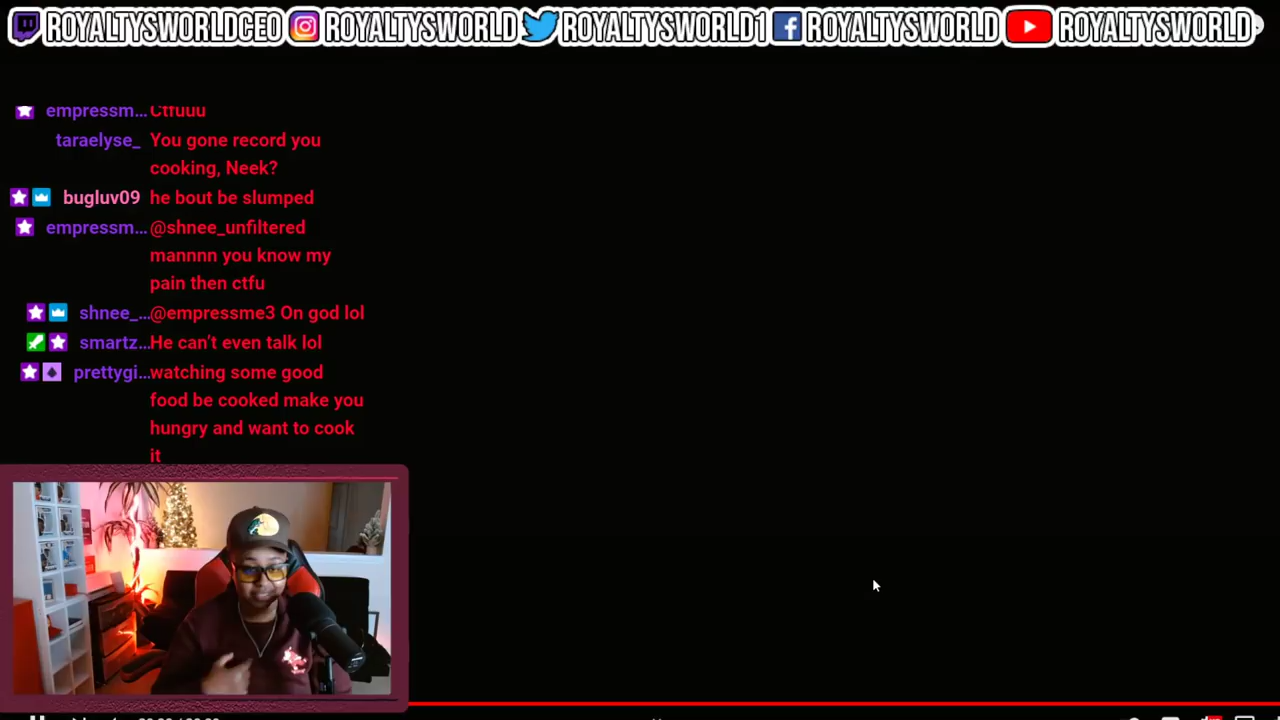 ROYALTYSWORLDCEO ROYALTYSWORLD ROYALTYSWORLD1 ROYALTYSWORLD ROYALTYSWORLD
empressm... Ctfuuu
taraelyse_ You gone record you
cooking, Neek?
bugluv09 he bout be slumped
empressm... @shnee_unfiltered
mannnn you know my
pain then ctfu
shnee_... @empressme3 On god lol
smartz... He can't even talk lol
prettygi... watching some good
food be cooked make you
hungry and want to cook
it